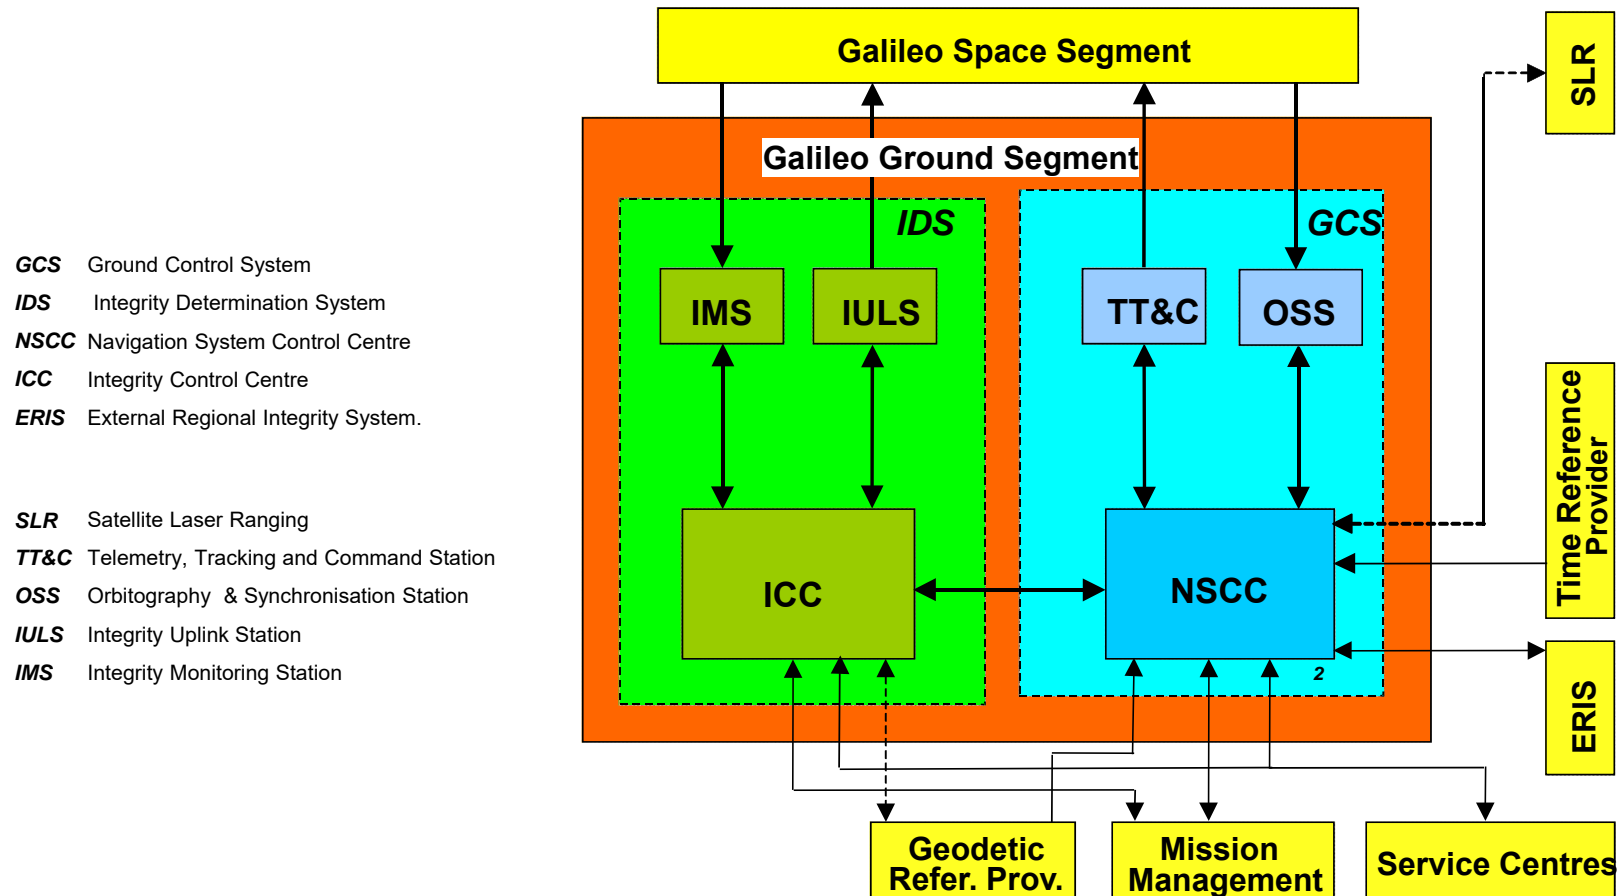 Galileo Space Segment
SLR
Galileo Ground Segment
IDS
GCS
GCS Ground Control System
IDS Integrity Determination System
NSCC Navigation System Control Centre
ICC Integrity Control Centre
ERIS External Regional Integrity System.
IMS
IULS
TT&C
OSS
Time Reference
Provider
SLR Satellite Laser Ranging
TT&C Telemetry, Tracking and Command Station
OSS Orbitography & Synchronisation Station
IULS Integrity Uplink Station
IMS Integrity Monitoring Station
ICC
NSCC
2
ERIS
Geodetic
Refer. Prov.
Mission
Management
Service Centres